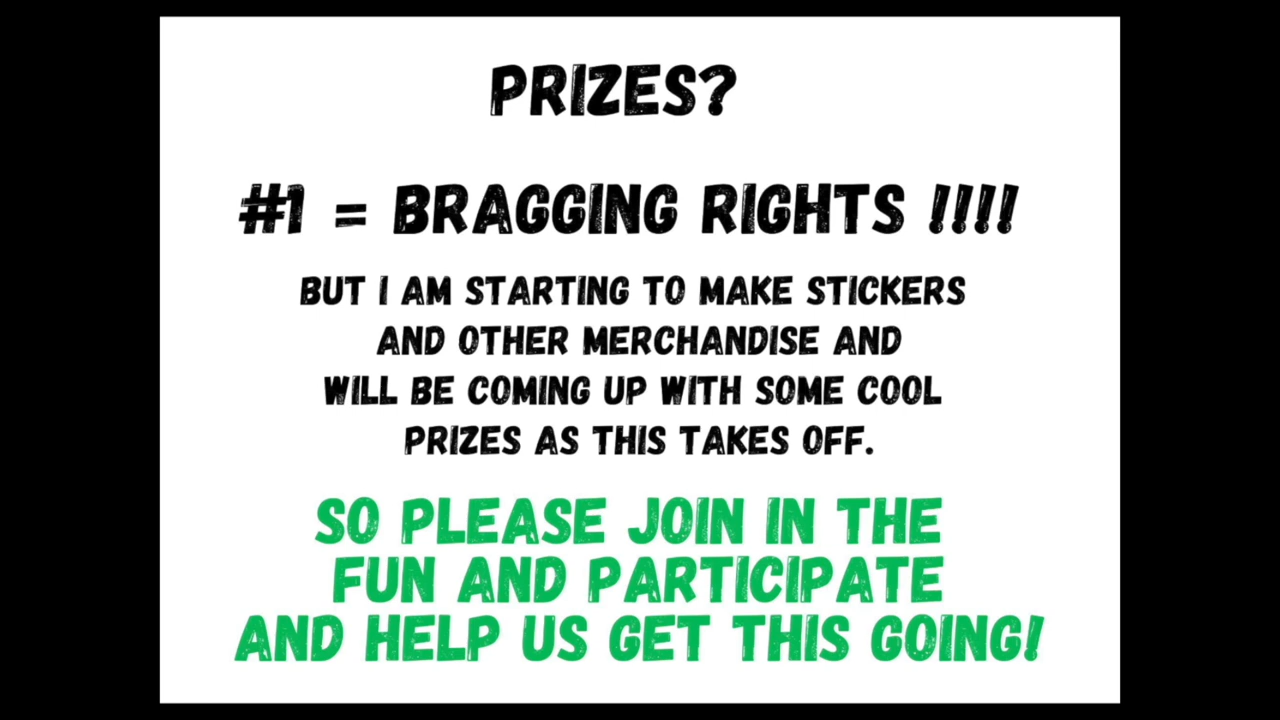 PRIZES?
#1 = BRAGGING RIGHTS !!!!
BUT I AM STARTING TO MAKE STICKERS
AND OTHER MERCHANDISE AND
WILL BE COMING UP WITH SOME COOL
PRIZES AS THIS TAKES OFF.
SO PLEASE JOIN IN THE
FUN AND PARTICIPATE
AND HELP US GET THIS GOING!